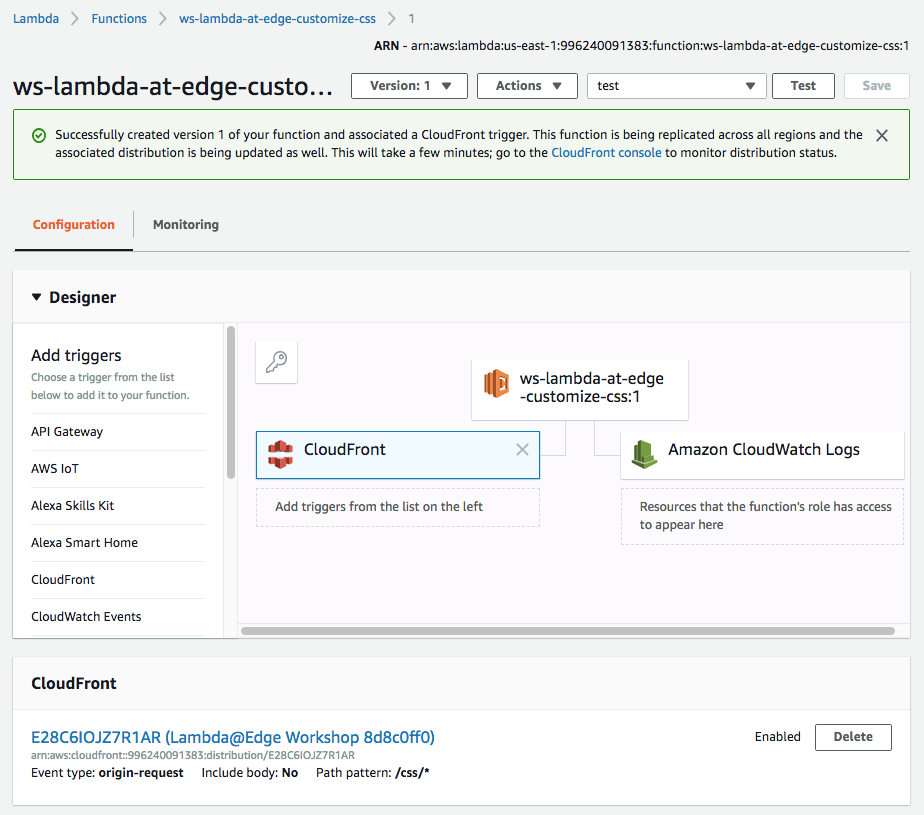 Lambda > Functions > ws-lambda-at-edge-customize-css > 1
ARN - arn:aws:lambda:us-east-1:996240091383:function:ws-lambda-at-edge-customize-css:1
ws-lambda-at-edge-custo... Version: 1 Actions test Test Save
Successfully created version 1 of your function and associated a CloudFront trigger. This function is being replicated across all regions and the
associated distribution is being updated as well. This will take a few minutes; go to the CloudFront console to monitor distribution status.
Configuration Monitoring
Designer
Add triggers
Choose a trigger from the list
below to add it to your function.
API Gateway
AWS IoT
Alexa Skills Kit
Alexa Smart Home
CloudFront
CloudWatch Events
ws-lambda-at-edge
-customize-css:1
CloudFront
Add triggers from the list on the left
Amazon CloudWatch Logs
Resources that the function's role has access
to appear here
CloudFront
E28C6IOJZ7R1AR (Lambda@Edge Workshop 8d8c0ff0) Enabled Delete
arn:aws:cloudfront::996240091383:distribution/E28C6IOJZ7R1AR
Event type: origin-request Include body: No Path pattern: /css/*